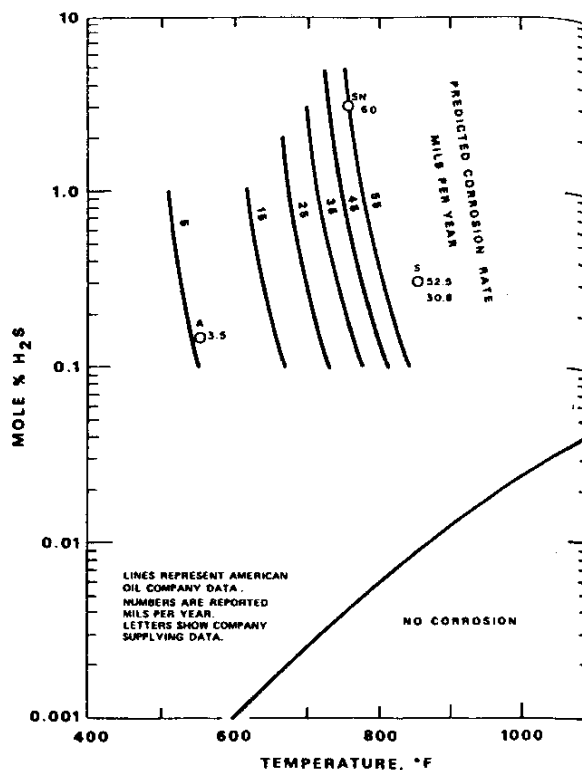 10
1.0
0.1
0.01
0.001
MOLE % H2S
400
600
800
1000
TEMPERATURE, °F
5
15
25
35
45
55
SH
60
PREDICTED CORROSION RATE
MILS PER YEAR
S
52.5
30.8
A
3.5
LINES REPRESENT AMERICAN
OIL COMPANY DATA.
NUMBERS ARE REPORTED
MILS PER YEAR.
LETTERS SHOW COMPANY
SUPPLYING DATA.
NO CORROSION